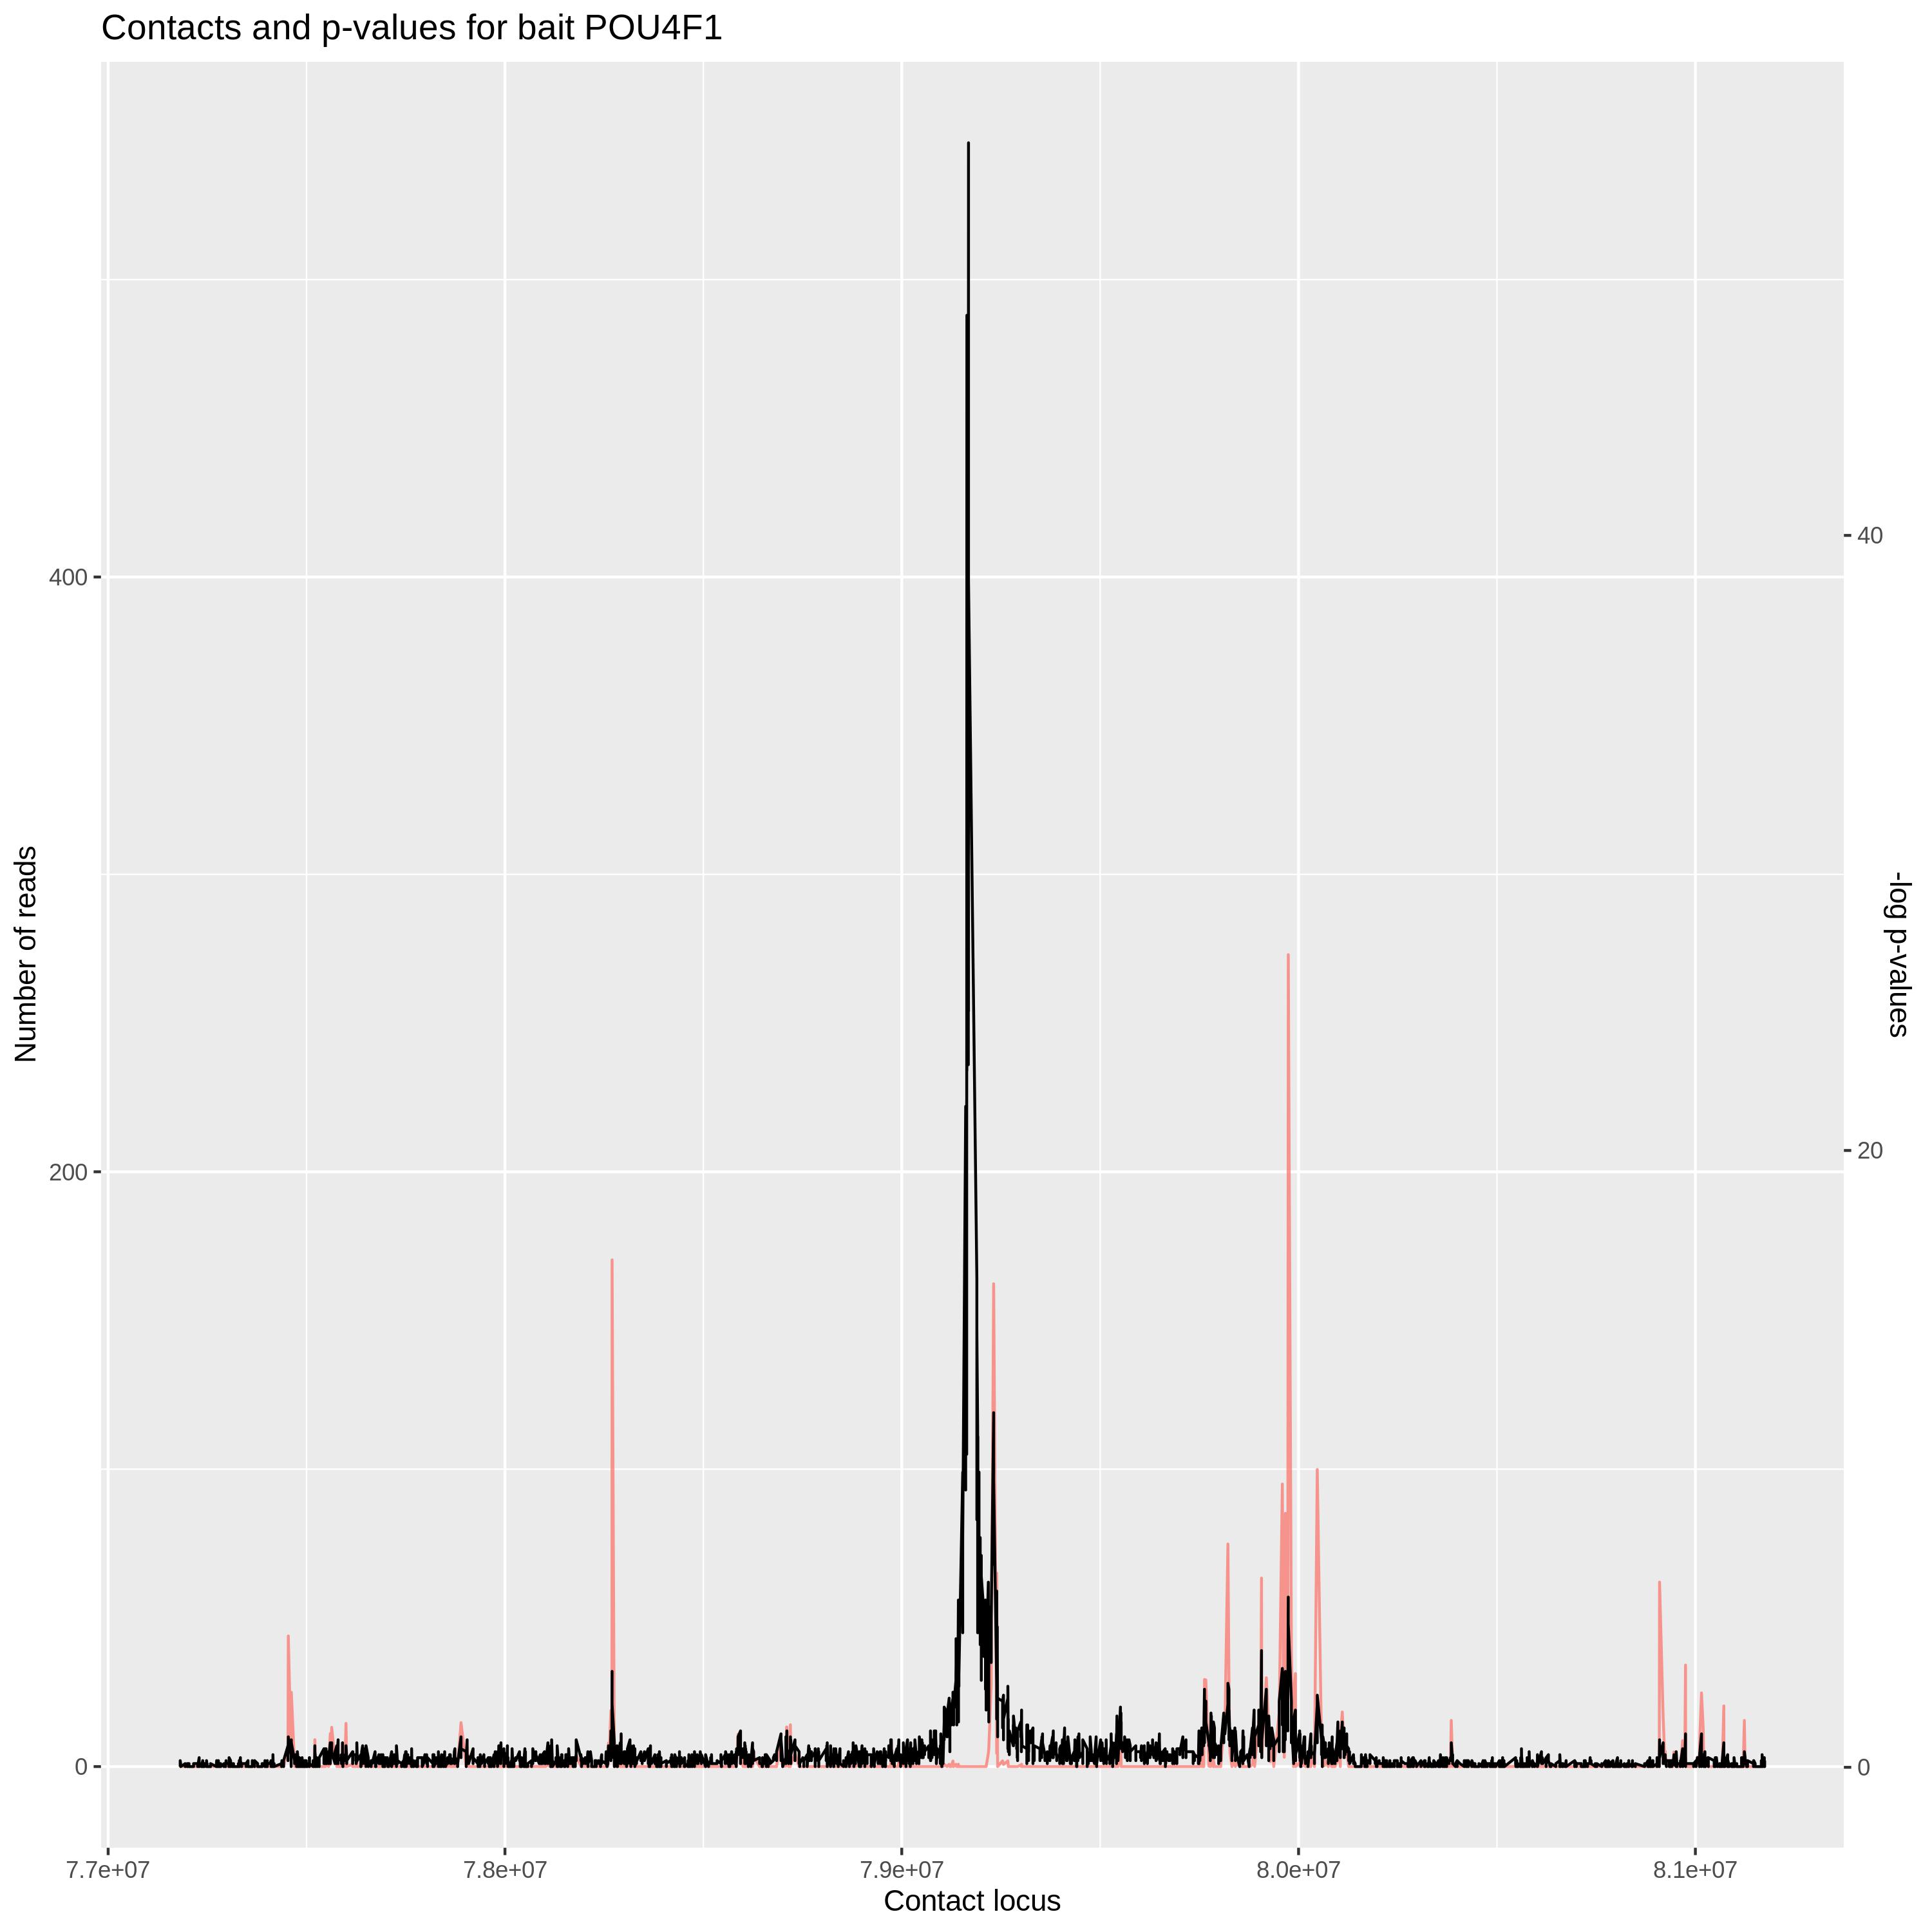 Contacts and p-values for bait POU4F1
400
200
0
Number of reads
40
20
0
-log p-values
7.7e+07
7.8e+07
7.9e+07
8.0e+07
8.1e+07
Contact locus